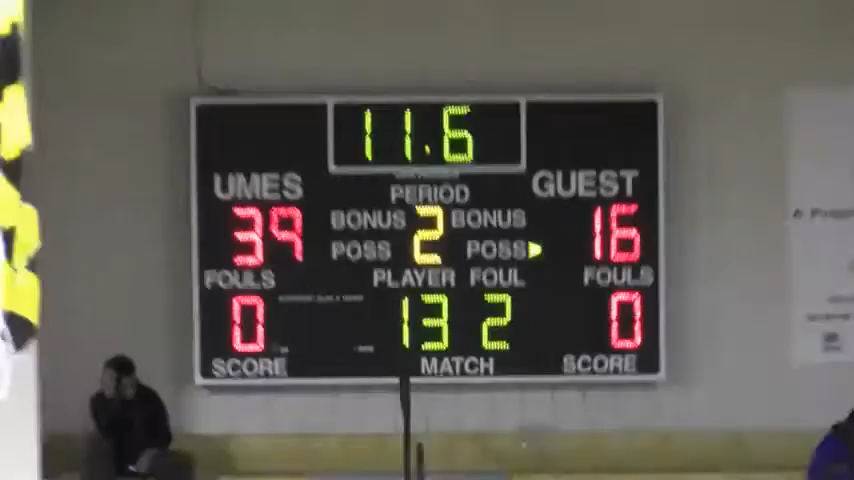 11.6
UMES GUEST
PERIOD
39 BONUS 2 BONUS 16
POSS POSS
FOULS PLAYER FOUL FOULS
0 13 2 0
SCORE MATCH SCORE